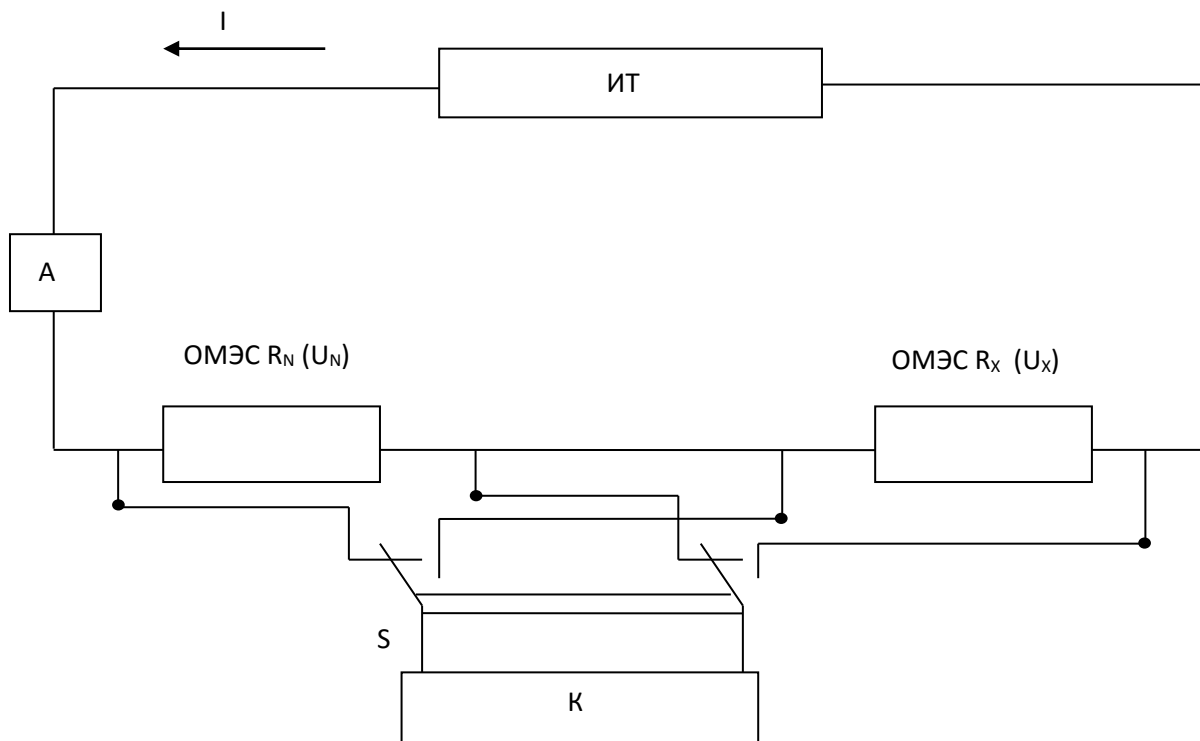 I
ИТ
А
ОМЭС R_N (U_N)
ОМЭС R_X (U_X)
S
К